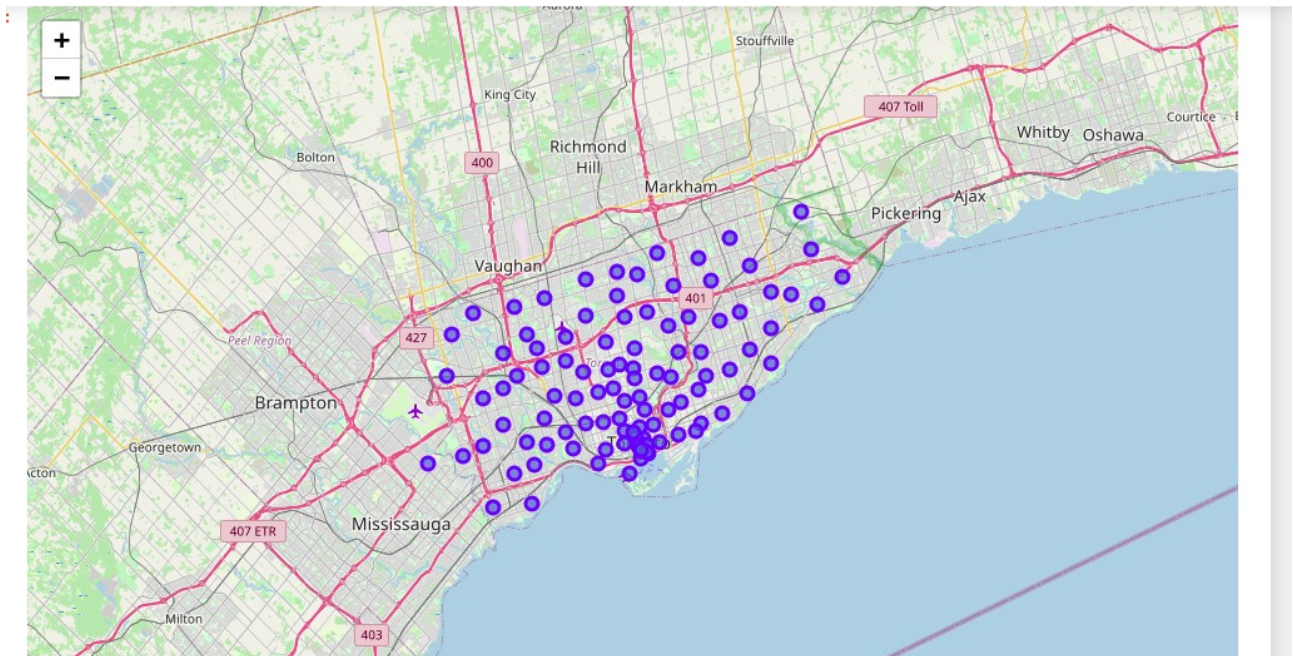 Aurora
+
Stouffville
−
King City
407 Toll
Courtice
Whitby
Oshawa
Richmond
Hill
Bolton
400
Markham
Ajax
Pickering
Vaughan
401
427
Peel Region
Brampton
Georgetown
Acton
Mississauga
407 ETR
Milton
403